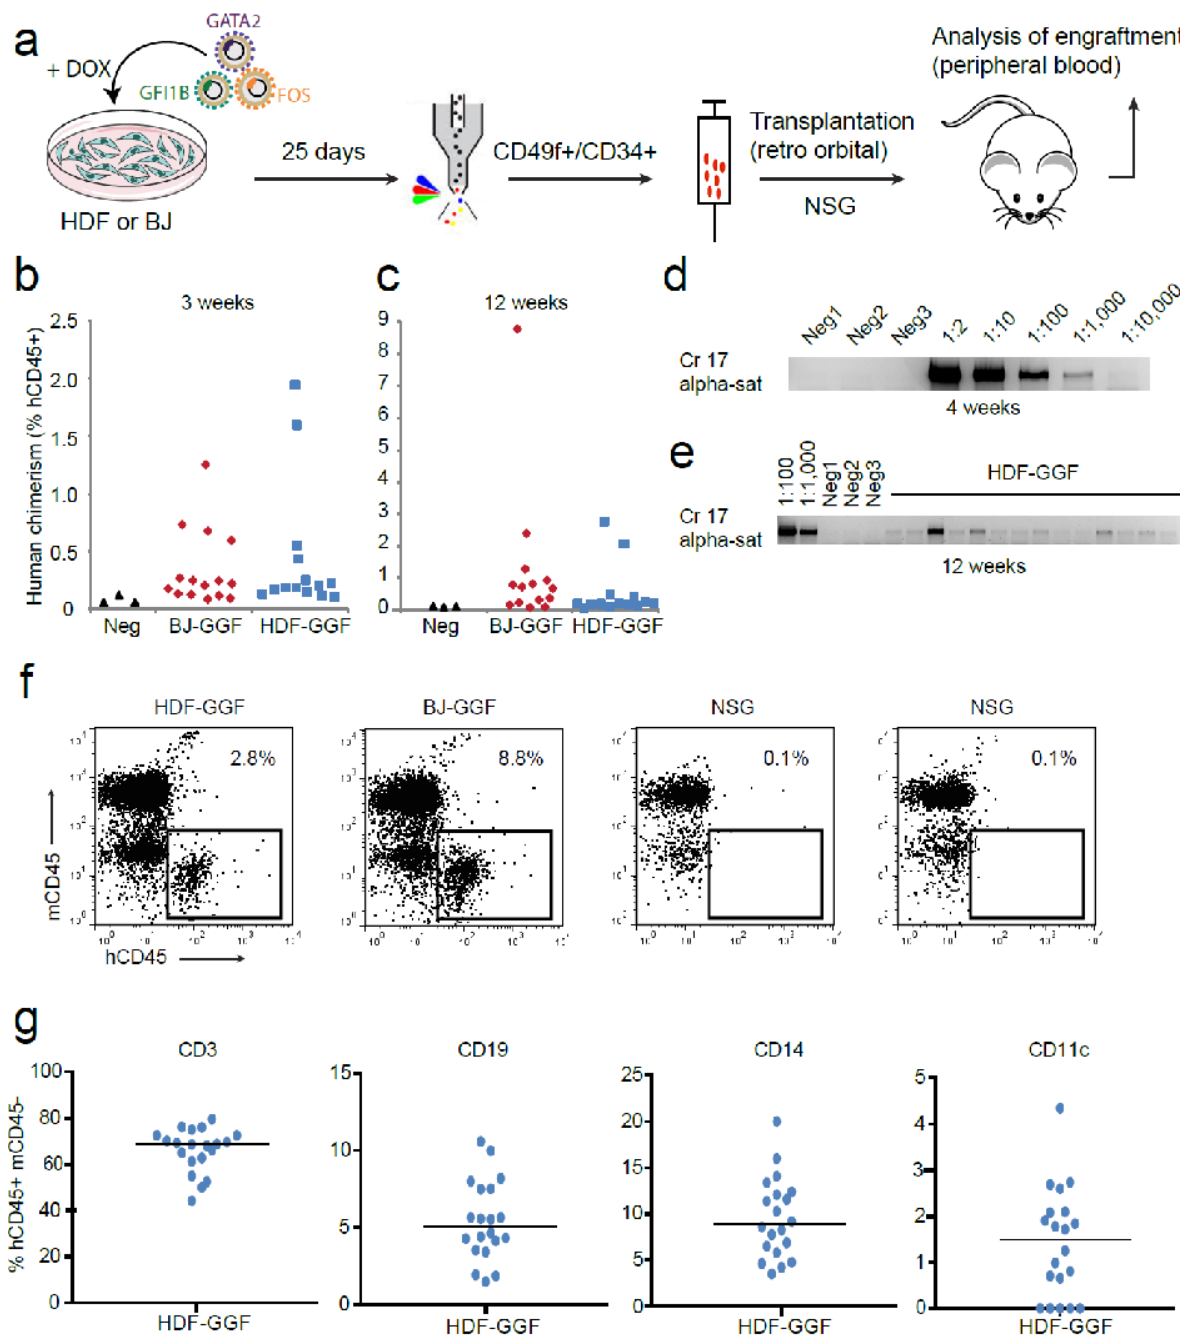 a
GATA2
+ DOX
GFI1B
FOS
HDF or BJ
25 days
CD49f+/CD34+
Transplantation
(retro orbital)
NSG
Analysis of engraftment
(peripheral blood)
b
3 weeks
Human chimerism (% hCD45+)
2.5
2.0
1.5
1.0
0.5
0
Neg
BJ-GGF
HDF-GGF
c
12 weeks
9
8
7
6
5
4
3
2
1
0
Neg
BJ-GGF
HDF-GGF
d
Neg1
Neg2
Neg3
1:2
1:10
1:100
1:1,000
1:10,000
Cr 17
alpha-sat
4 weeks
e
1:100
1:1,000
Neg1
Neg2
Neg3
HDF-GGF
Cr 17
alpha-sat
12 weeks
f
HDF-GGF
2.8%
BJ-GGF
8.8%
NSG
0.1%
NSG
0.1%
mCD45
hCD45
g
% hCD45+ mCD45-
CD3
100
80
60
40
20
0
HDF-GGF
CD19
15
10
5
0
HDF-GGF
CD14
25
20
15
10
5
0
HDF-GGF
CD11c
5
4
3
2
1
0
HDF-GGF